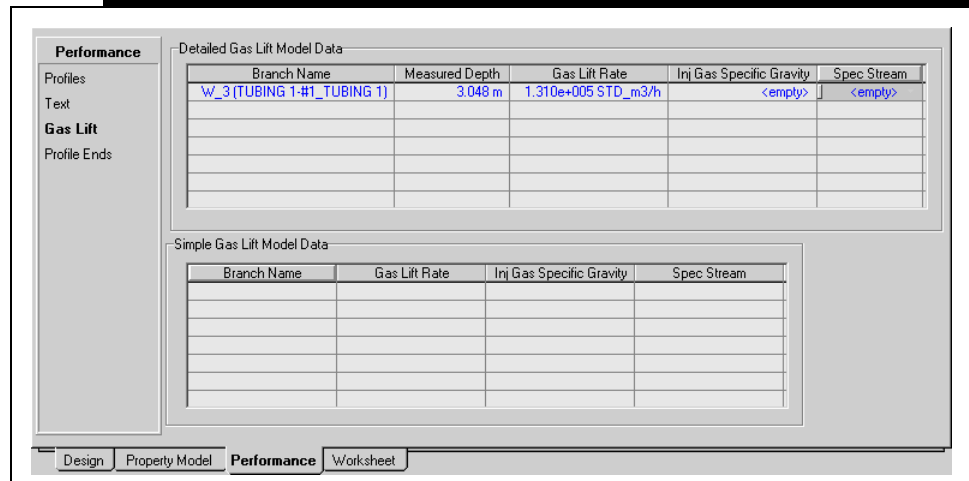 Performance
Profiles
Text
Gas Lift
Profile Ends
Detailed Gas Lift Model Data
Branch Name Measured Depth Gas Lift Rate Inj Gas Specific Gravity Spec Stream
W_3 (TUBING 1-#1_TUBING 1) 3.048 m 1.310e+005 STD_m3/h <empty> <empty>
Simple Gas Lift Model Data
Branch Name Gas Lift Rate Inj Gas Specific Gravity Spec Stream
Design Property Model Performance Worksheet